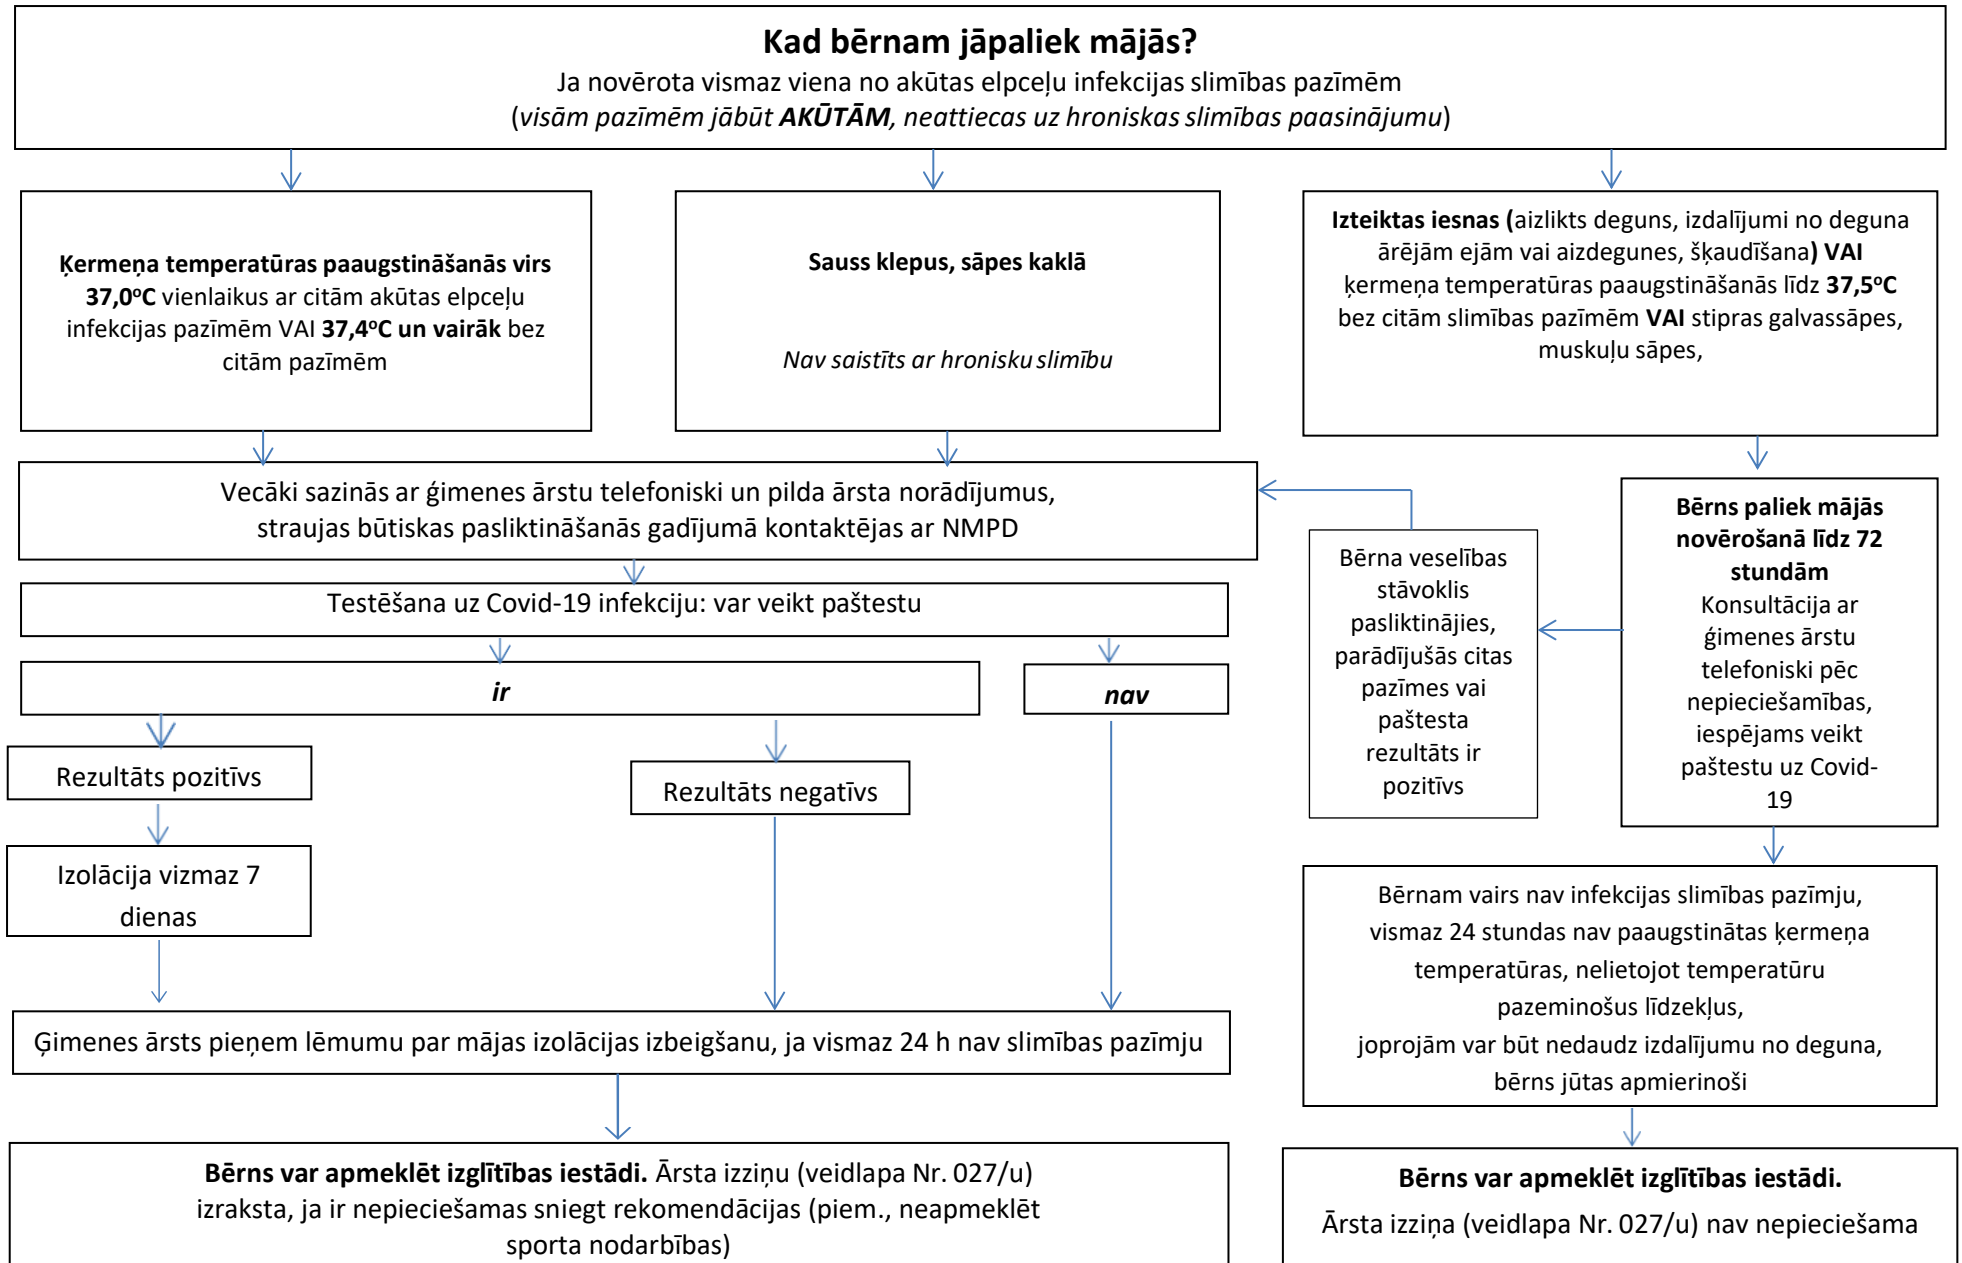 Kad bērnam jāpaliek mājās?
Ja novērota vismaz viena no akūtas elpceļu infekcijas slimības pazīmēm
(visām pazīmēm jābūt AKŪTĀM, neattiecas uz hroniskas slimības paasinājumu)
Ķermeņa temperatūras paaugstināšanās virs
37,0°C vienlaikus ar citām akūtas elpceļu
infekcijas pazīmēm VAI 37,4°C un vairāk bez
citām pazīmēm
Sauss klepus, sāpes kaklā
Nav saistīts ar hronisku slimību
Izteiktas iesnas (aizlikts deguns, izdalījumi no deguna
ārējām ejām vai aizdegunes, šķaudīšana) VAI
ķermeņa temperatūras paaugstināšanās līdz 37,5°C
bez citām slimības pazīmēm VAI stipras galvassāpes,
muskuļu sāpes,
Vecāki sazinās ar ģimenes ārstu telefoniski un pilda ārsta norādījumus,
straujas būtiskas pasliktināšanās gadījumā kontaktējas ar NMPD
Bērns paliek mājās
novērošanā līdz 72
stundām
Konsultācija ar
ģimenes ārstu
telefoniski pēc
nepieciešamības,
iespējams veikt
paštestu uz Covid-
19
Bērna veselības
stāvoklis
pasliktinājies,
parādījušās citas
pazīmes vai
paštesta
rezultāts ir
pozitīvs
Testēšana uz Covid-19 infekciju: var veikt paštestu
ir
nav
Rezultāts pozitīvs
Rezultāts negatīvs
Izolācija vizmaz 7
dienas
Bērnam vairs nav infekcijas slimības pazīmju,
vismaz 24 stundas nav paaugstinātas ķermeņa
temperatūras, nelietojot temperatūru
pazeminošus līdzekļus,
joprojām var būt nedaudz izdalījumu no deguna,
bērns jūtas apmierinoši
Ģimenes ārsts pieņem lēmumu par mājas izolācijas izbeigšanu, ja vismaz 24 h nav slimības pazīmju
Bērns var apmeklēt izglītības iestādi. Ārsta izziņu (veidlapa Nr. 027/u)
izraksta, ja ir nepieciešamas sniegt rekomendācijas (piem., neapmeklēt
sporta nodarbības)
Bērns var apmeklēt izglītības iestādi.
Ārsta izziņa (veidlapa Nr. 027/u) nav nepieciešama